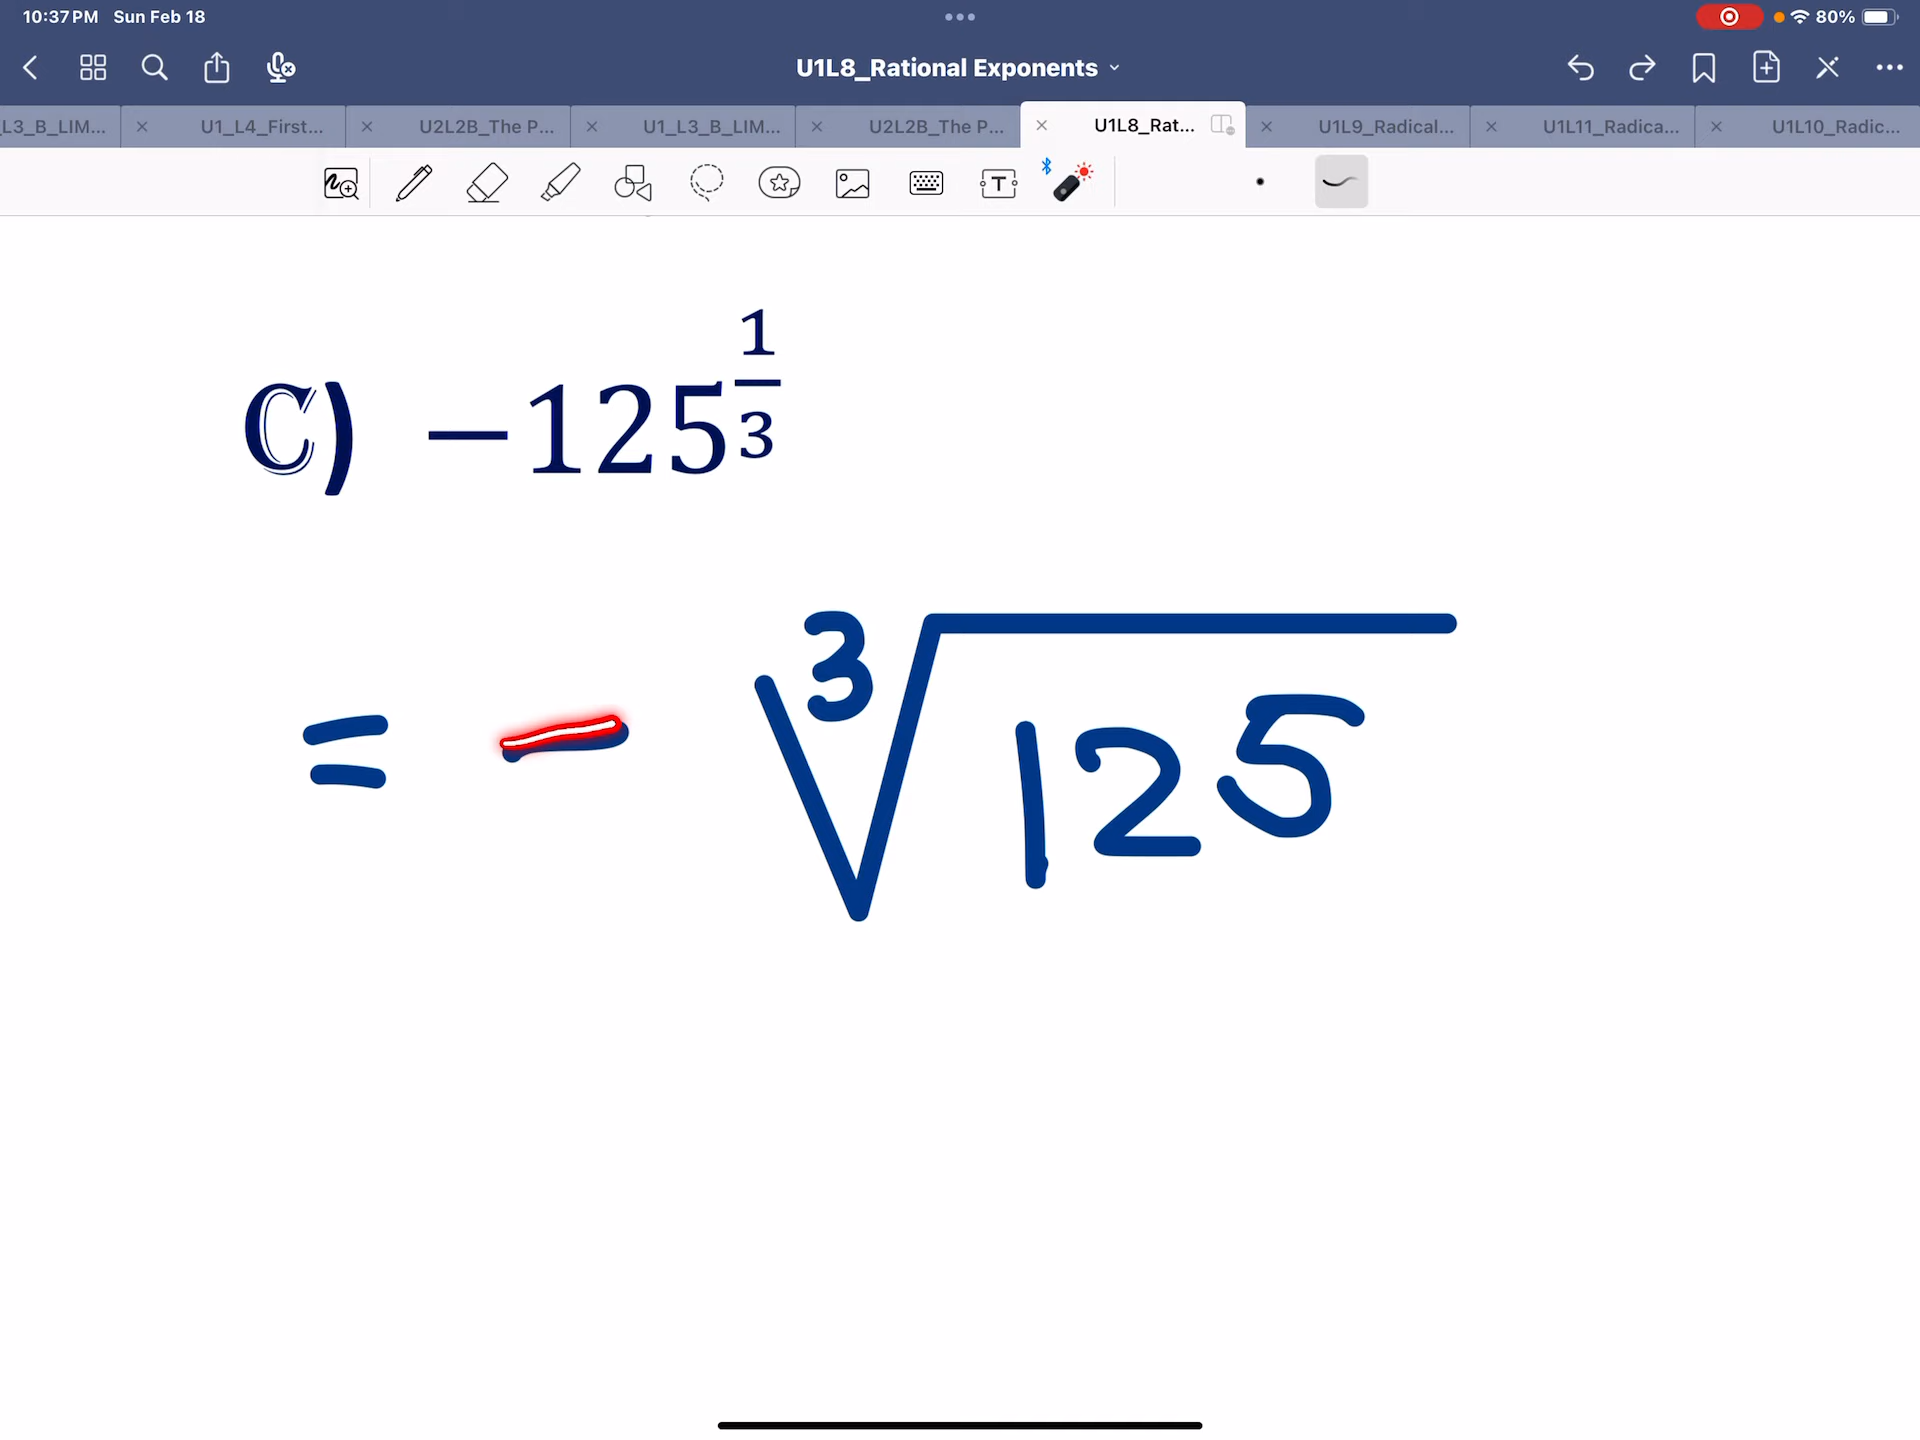 10:37 PM Sun Feb 18
80%
U1L8_Rational Exponents
L3_B_LIM...
U1_L4_First...
U2L2B_The P...
U1_L3_B_LIM...
U2L2B_The P...
U1L8_Rat...
U1L9_Radical...
U1L11_Radica...
U1L10_Radic...
T
C) −125^(1/3)
= − ∛125